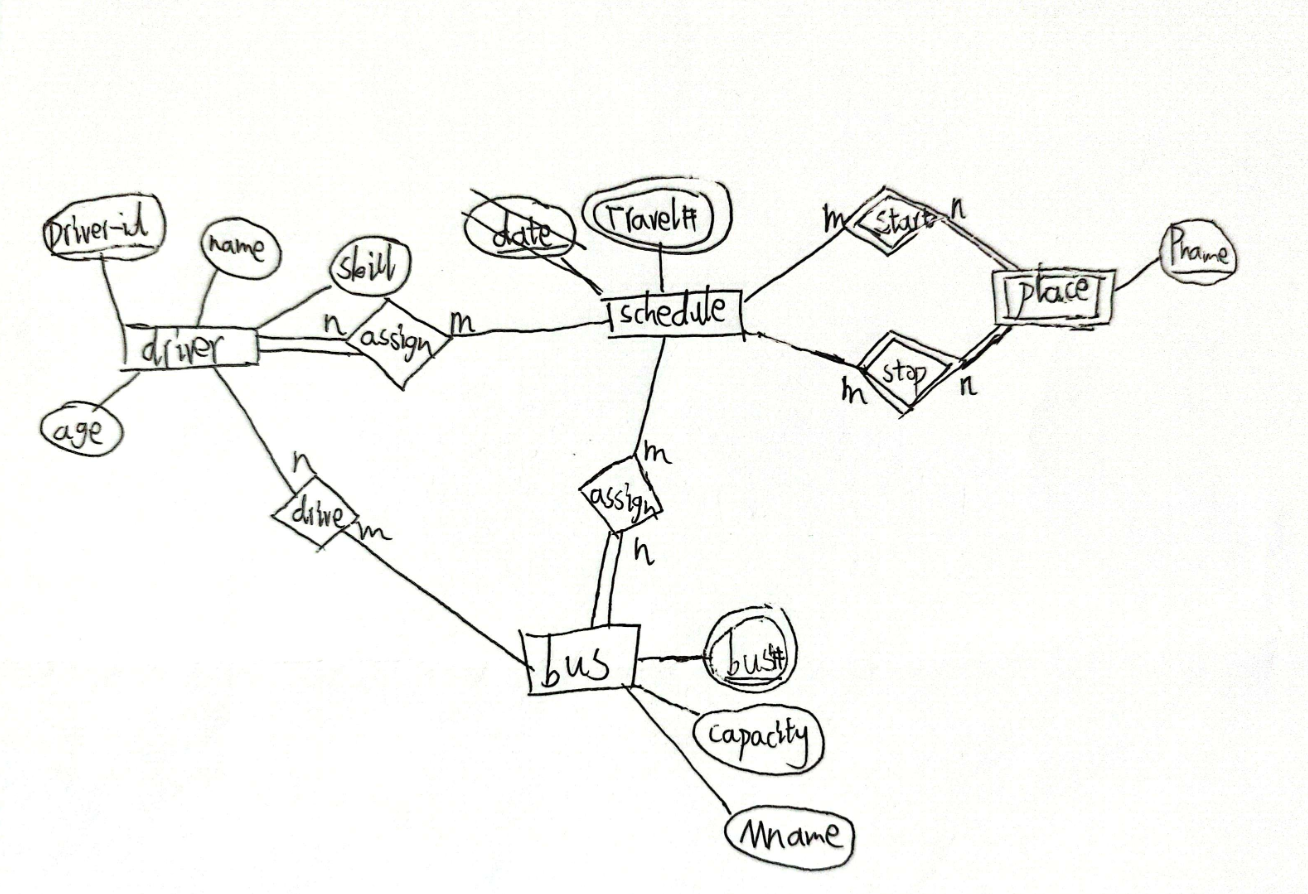 Driver-id
name
skill
date
Travel#
m
start
n
Pname
driver
n
assign
m
schedule
place
age
m
stop
n
n
drive
m
m
assign
n
bus
bus#
capacity
Mname